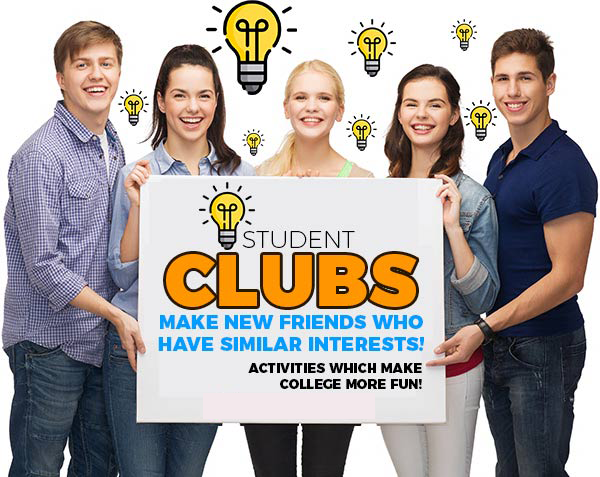 STUDENT
CLUBS
MAKE NEW FRIENDS WHO
HAVE SIMILAR INTERESTS!
ACTIVITIES WHICH MAKE
COLLEGE MORE FUN!